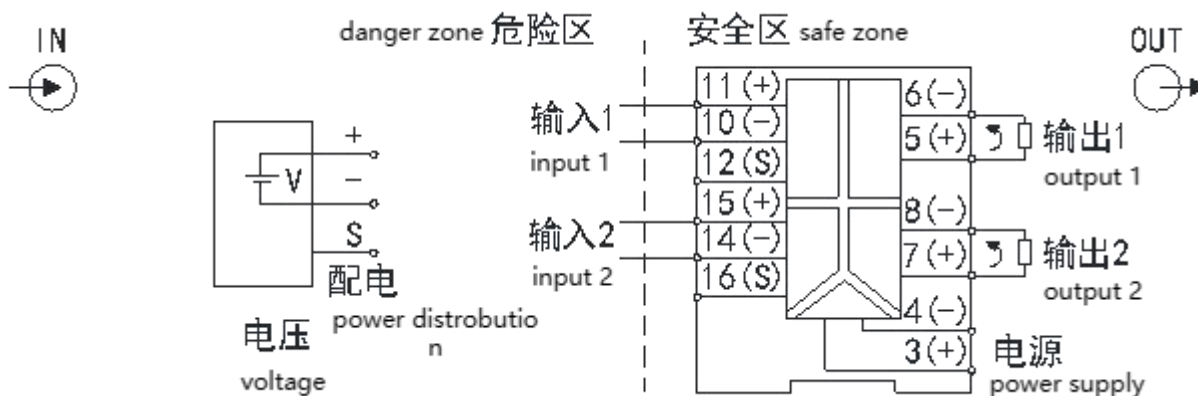 IN
danger zone 危险区
安全区 safe zone
OUT
+
V
-
S
配电
power distrobutio
n
电压
voltage
输入1
input 1
输入2
input 2
11(+)
10(-)
12(S)
15(+)
14(-)
16(S)
6(-)
5(+)
8(-)
7(+)
4(-)
3(+)
输出1
output 1
输出2
output 2
电源
power supply